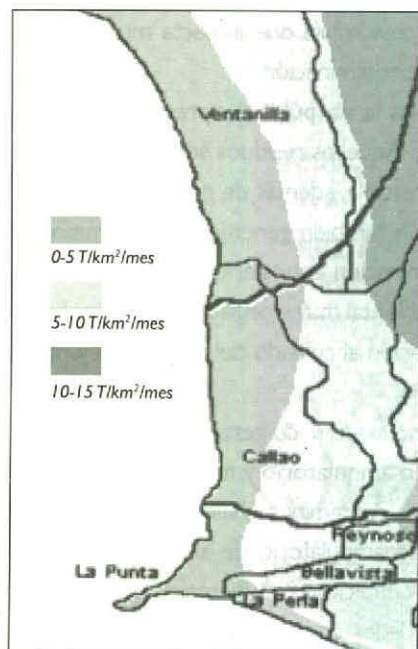 Ventanilla
0-5 T/km²/mes
5-10 T/km²/mes
10-15 T/km²/mes
Callao
Reynoso
La Punta
Bellavista
La Perla